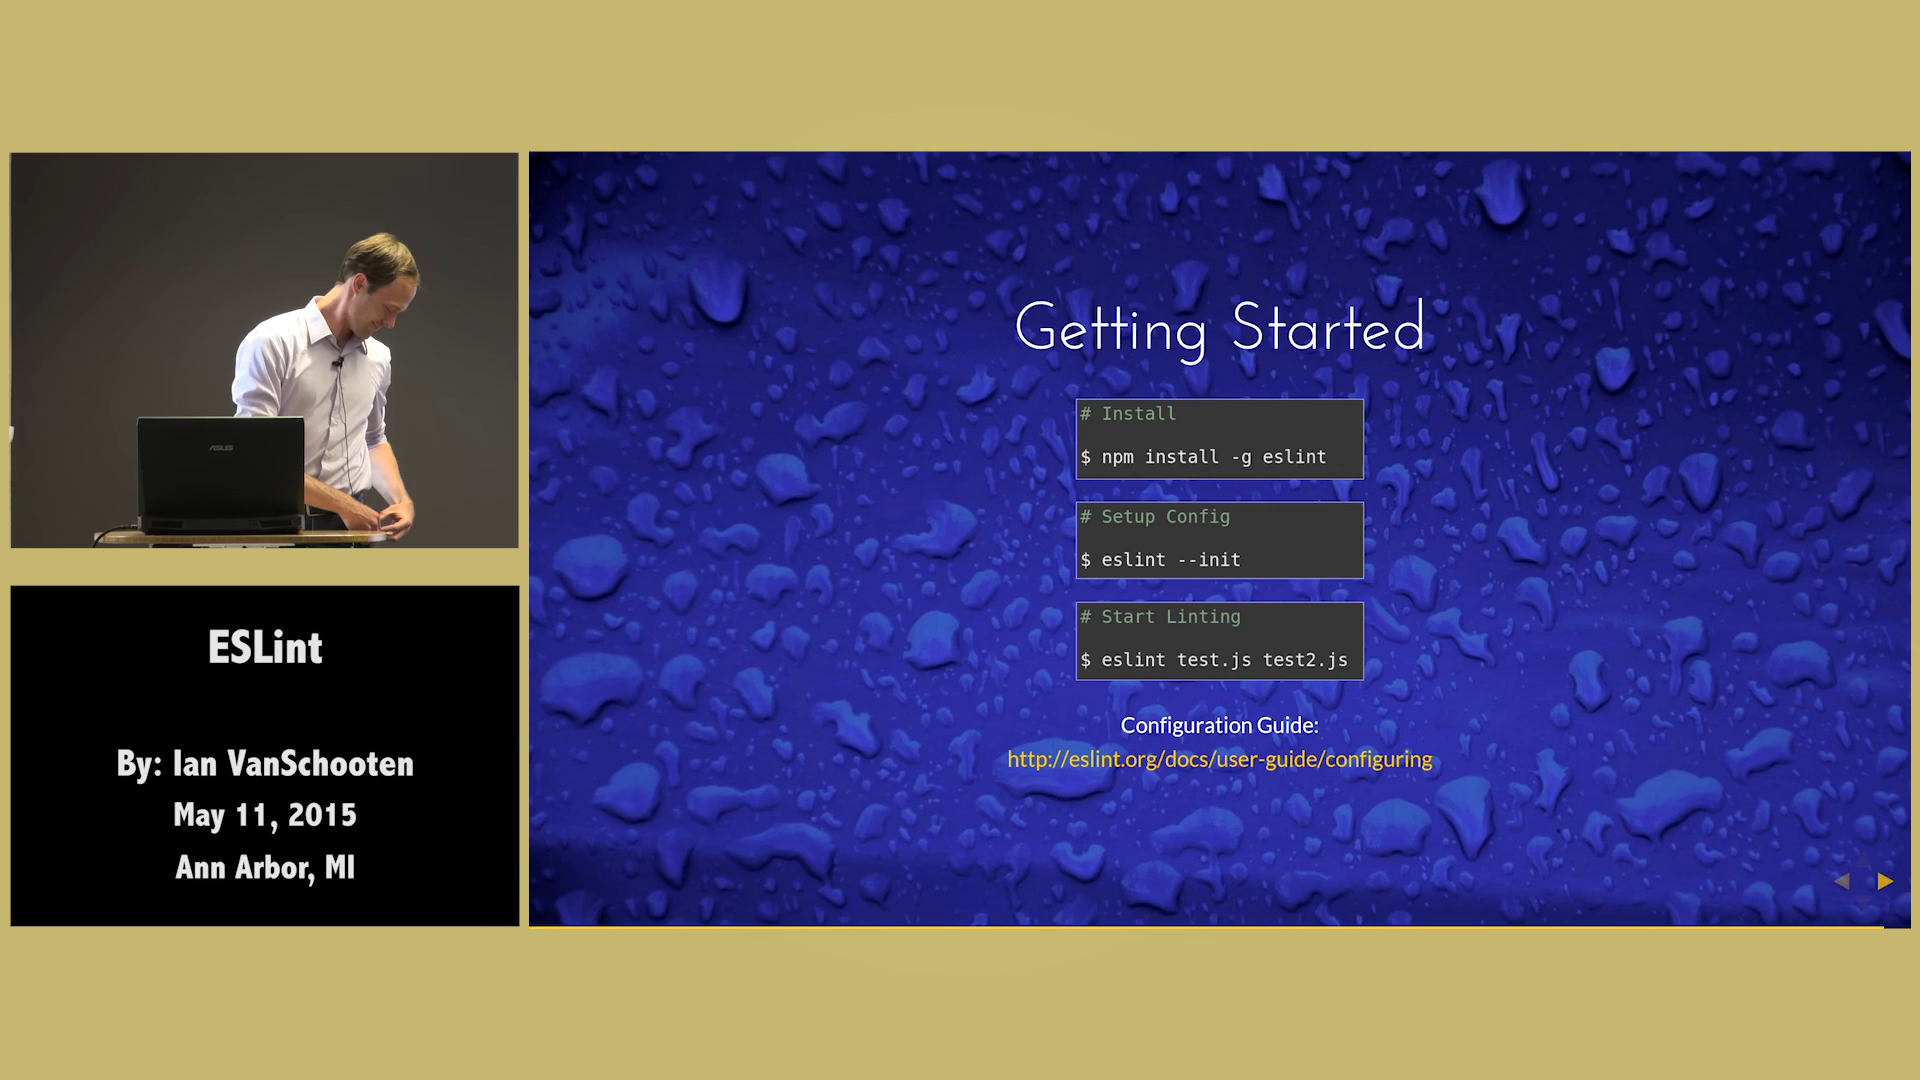 ASUS
ESLint
By: Ian VanSchooten
May 11, 2015
Ann Arbor, MI
Getting Started
# Install
$ npm install -g eslint
# Setup Config
$ eslint --init
# Start Linting
$ eslint test.js test2.js
Configuration Guide:
http://eslint.org/docs/user-guide/configuring